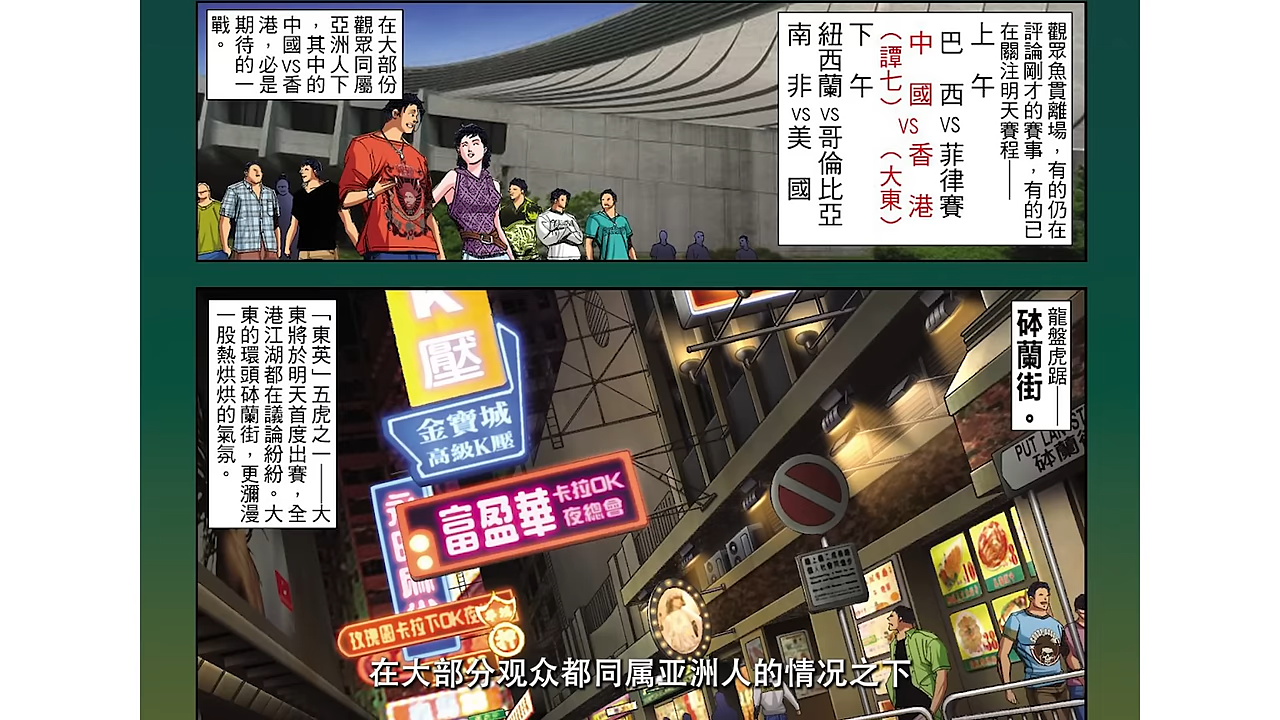 觀眾魚貫離場，有的仍在
評論剛才的賽事，有的已
在關注明天賽程——
上午
巴西VS菲律賓
中國VS香港
（譚七）（大東）
下午
紐西蘭VS哥倫比亞
南非VS美國
在大部份
觀眾同屬
亞洲人下
，其中的
中國VS香
港，必是
期待的一
戰。
龍盤虎踞——
砵蘭街。
「東英」五虎之一——大
東將於明天首度出賽，全
港江湖都在議論紛紛。大
東的環頭砵蘭街，更瀰漫
一股熱烘烘的氣氛。
K
壓
金寶城
高級K壓
富盈華
卡拉OK
夜總會
玫瑰園卡拉OK夜
PUT LAN ST
砵蘭街
在大部分观众都同属亚洲人的情况之下